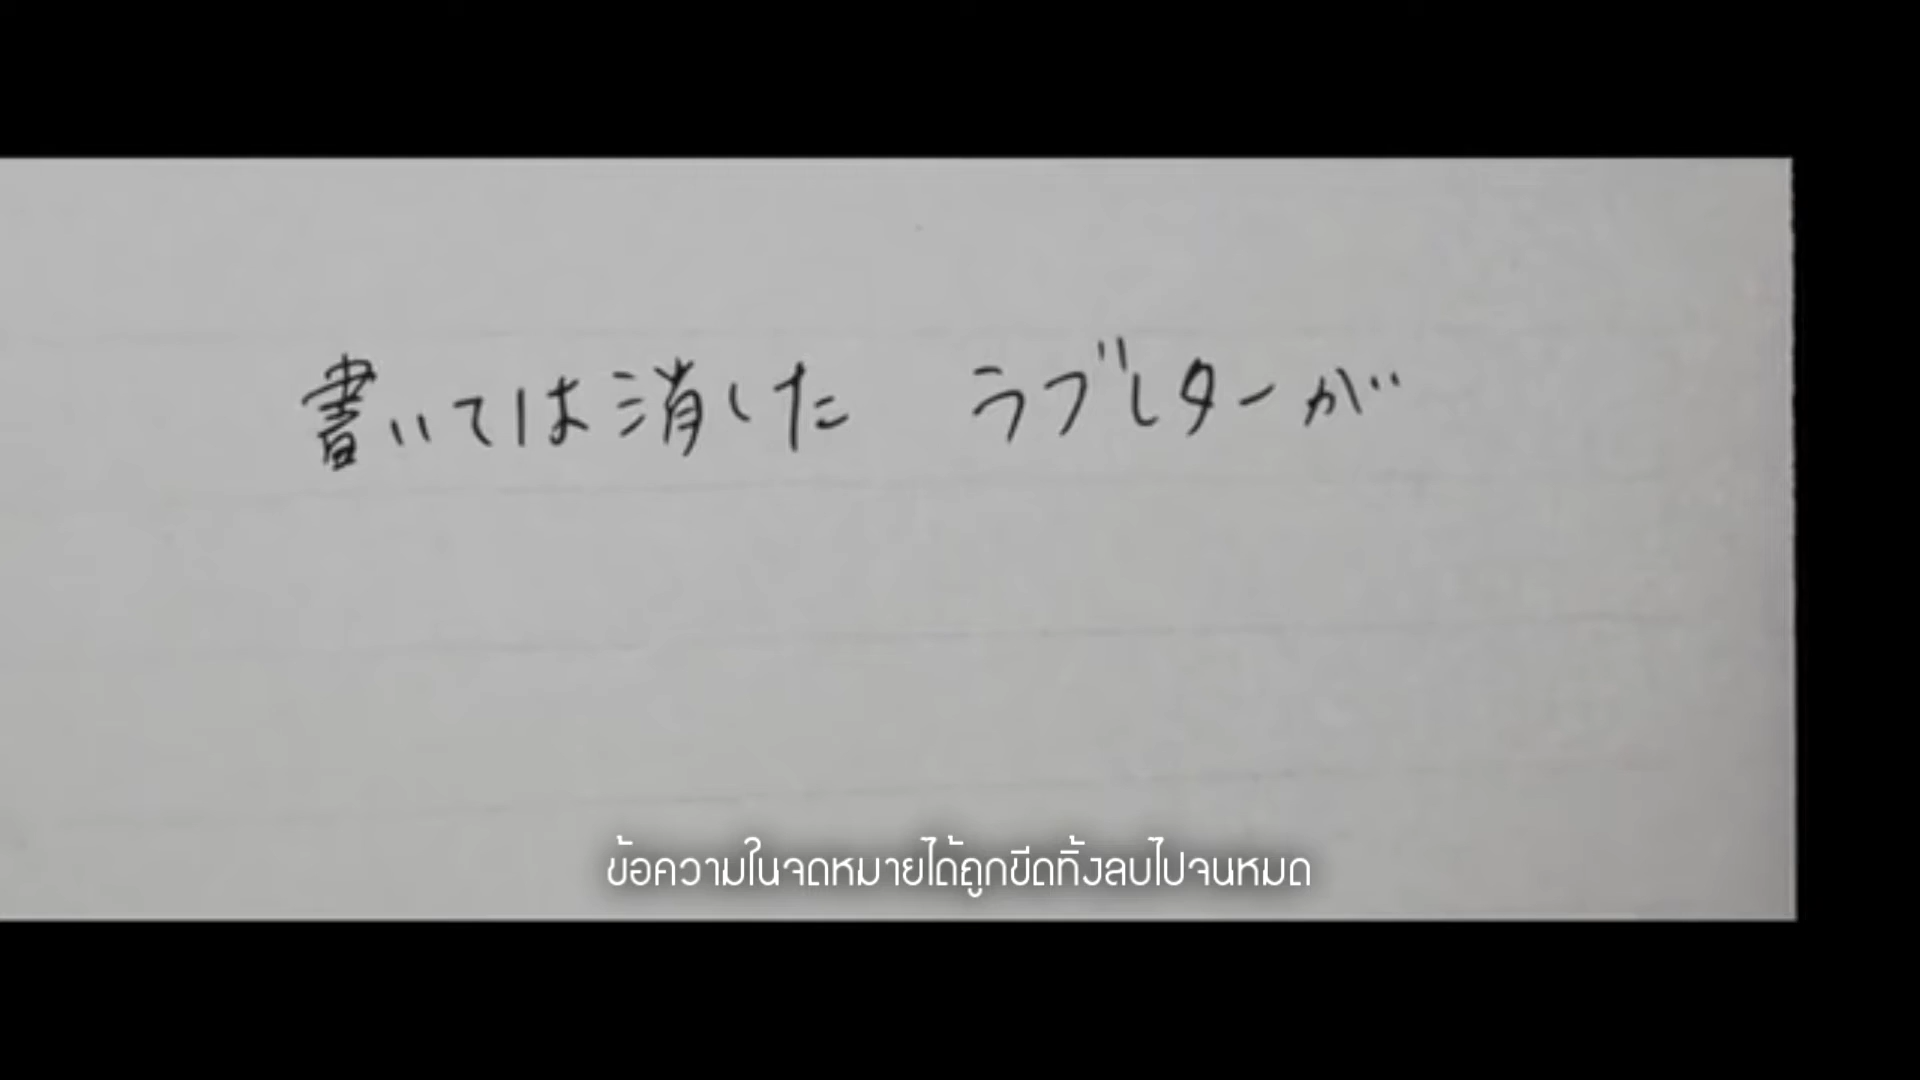 書いては消した　ラブレターが
ข้อความในจดหมายได้ถูกขีดทิ้งลบไปจนหมด